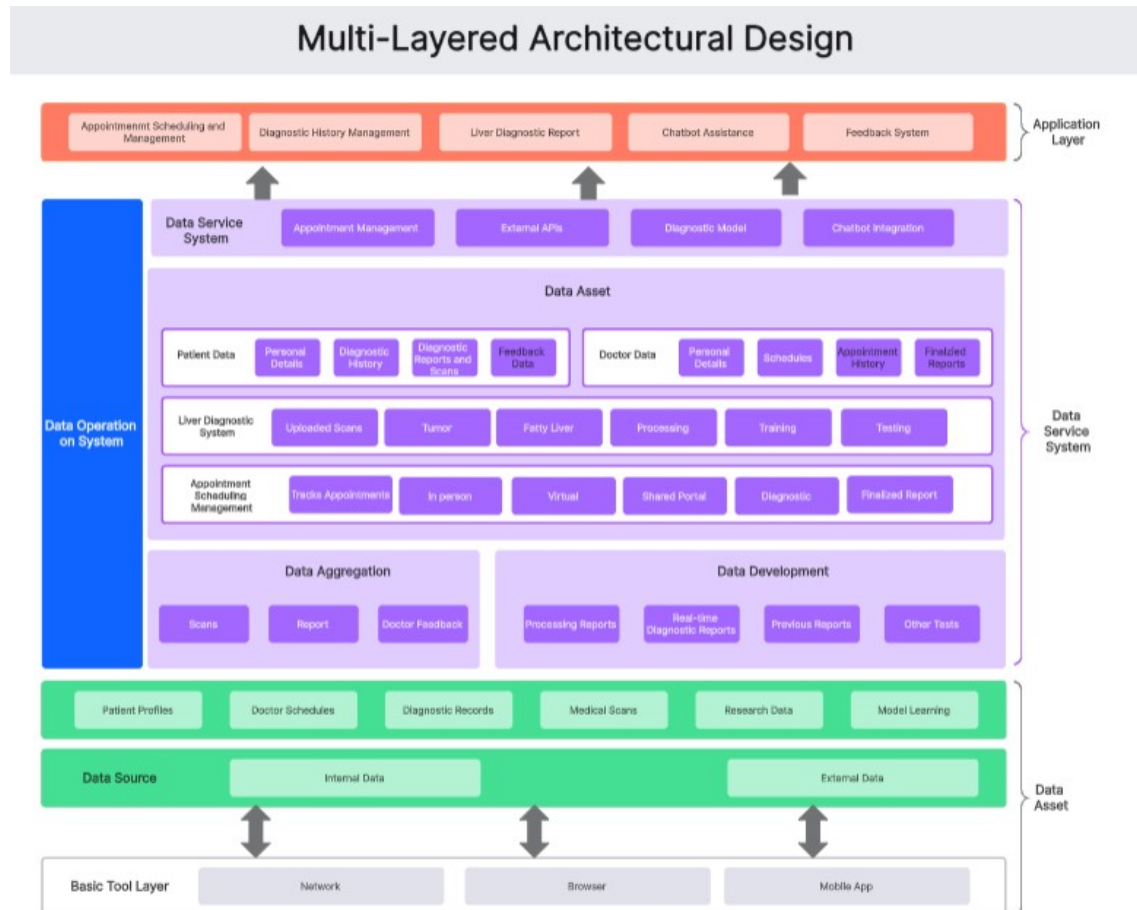 Multi-Layered Architectural Design
Appointmenmt Scheduling and
Management
Diagnostic History Management
Liver Diagnostic Report
Chatbot Assistance
Feedback System
Application
Layer
Data Service
System
Appointment Management
External APIs
Diagnostic Model
Chatbot Integration
Data Asset
Patient Data
Personal
Details
Diagnostic
History
Diagnostic
Reports and
Scans
Feedback
Data
Doctor Data
Personal
Details
Schedules
Appointment
History
Finalzied
Reports
Data Operation
on System
Liver Diagnostic
System
Uploaded Scans
Tumor
Fatty Liver
Processing
Training
Testing
Data
Service
System
Appointment
Scheduling
Management
Tracks Appointments
In person
Virtual
Shared Portal
Diagnostic
Finalized Report
Data Aggregation
Scans
Report
Doctor Feedback
Data Development
Processing Reports
Real-time
Diagnostic Reports
Previous Reports
Other Tests
Patient Profiles
Doctor Schedules
Diagnostic Records
Medical Scans
Research Data
Model Learning
Data Source
Internal Data
External Data
Data
Asset
Basic Tool Layer
Network
Browser
Mobile App